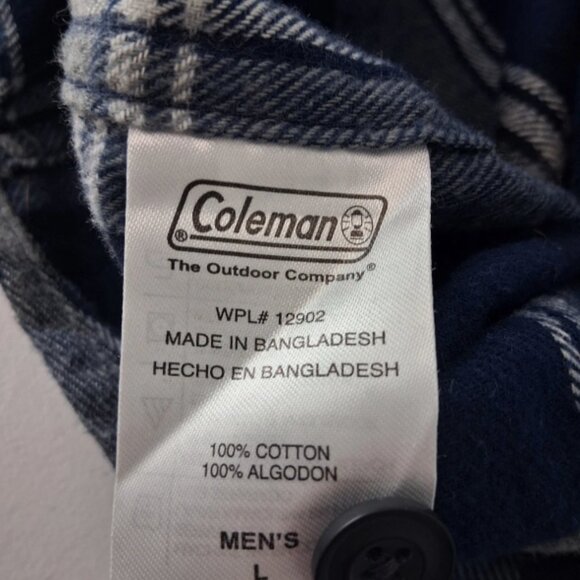 Coleman
®
The Outdoor Company®
WPL# 12902
MADE IN BANGLADESH
HECHO EN BANGLADESH
100% COTTON
100% ALGODON
MEN'S
L